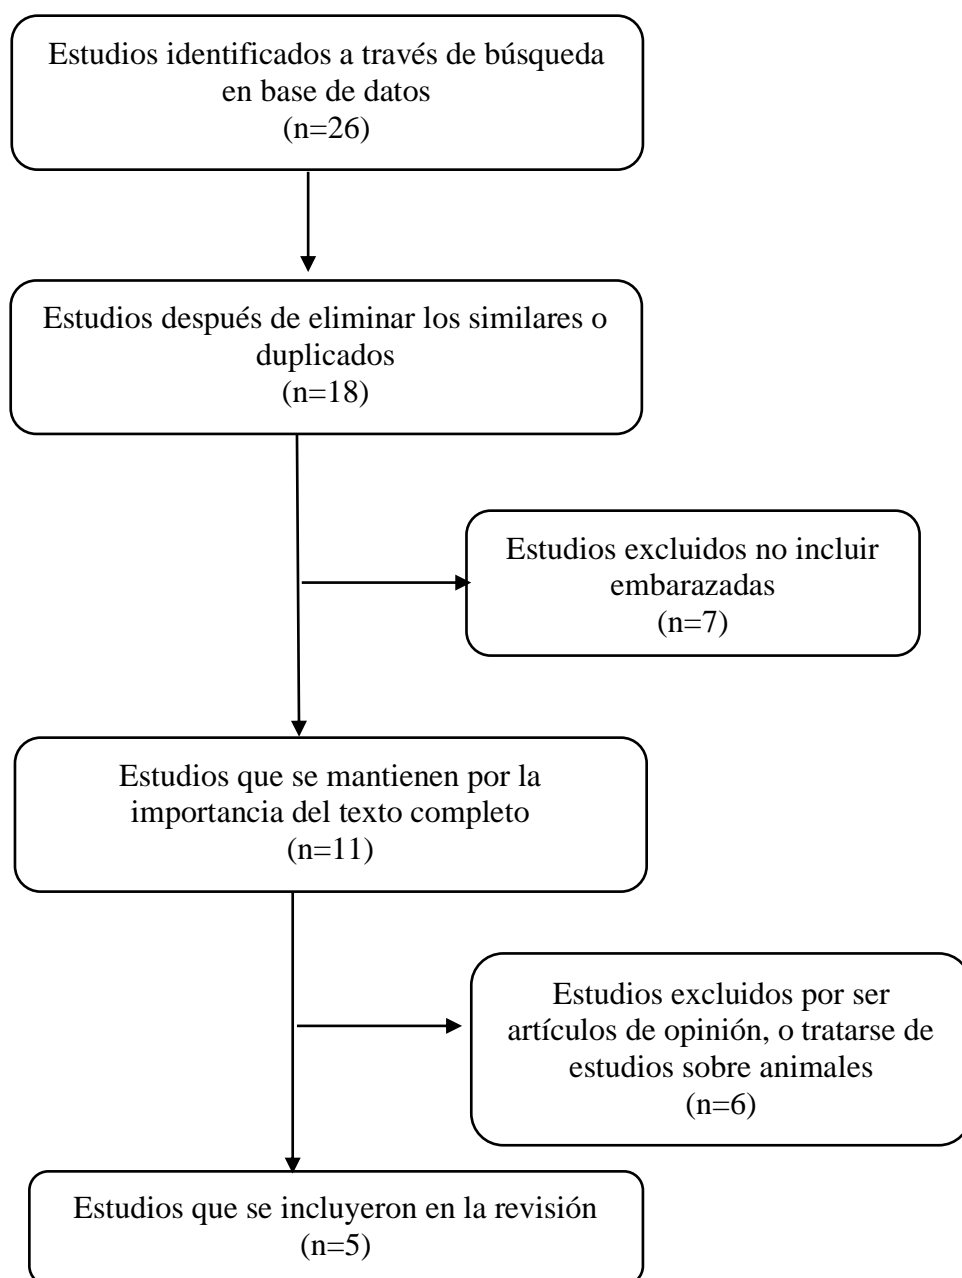 Estudios identificados a través de búsqueda
en base de datos
(n=26)
Estudios después de eliminar los similares o
duplicados
(n=18)
Estudios excluidos no incluir
embarazadas
(n=7)
Estudios que se mantienen por la
importancia del texto completo
(n=11)
Estudios excluidos por ser
artículos de opinión, o tratarse de
estudios sobre animales
(n=6)
Estudios que se incluyeron en la revisión
(n=5)